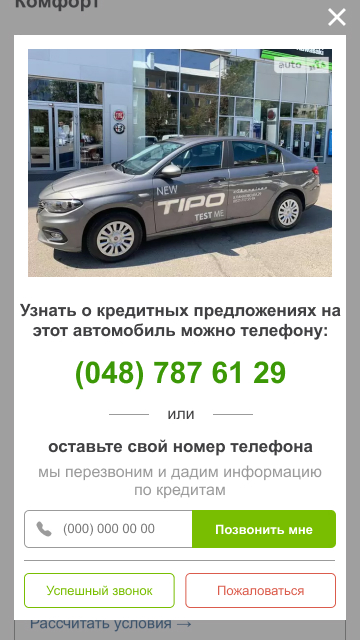 Комфорт
auto
NEW
TIPO
TEST ME
Узнать о кредитных предложениях на
этот автомобиль можно телефону:
(048) 787 61 29
или
оставьте свой номер телефона
мы перезвоним и дадим информацию
по кредитам
(000) 000 00 00
Позвонить мне
Успешный звонок
Пожаловаться
Рассчитать условия →